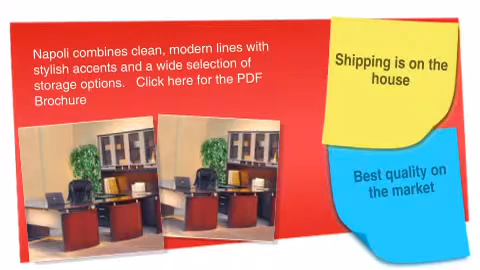 Napoli combines clean, modern lines with
stylish accents and a wide selection of
storage options.   Click here for the PDF
Brochure
Shipping is on the
house
Best quality on
the market